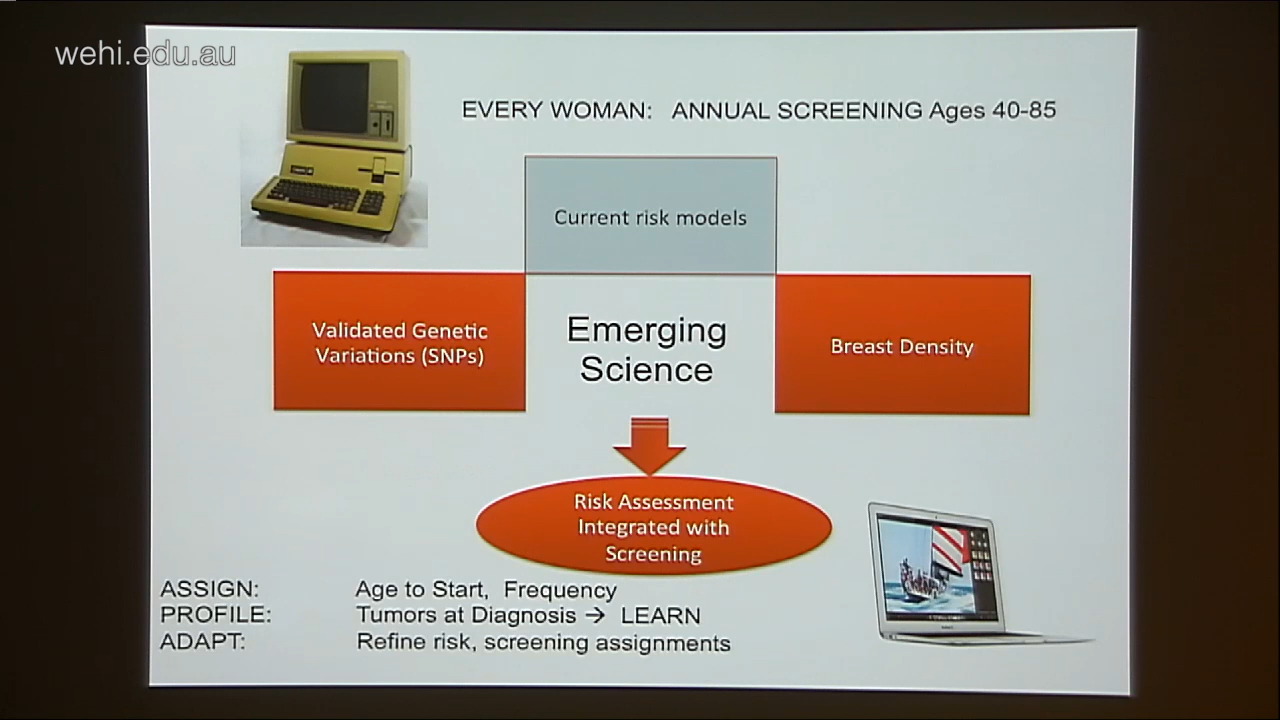 wehi.edu.au
EVERY WOMAN: ANNUAL SCREENING Ages 40-85
Current risk models
Validated Genetic
Variations (SNPs)
Emerging
Science
Breast Density
Risk Assessment
Integrated with
Screening
ASSIGN: Age to Start, Frequency
PROFILE: Tumors at Diagnosis → LEARN
ADAPT: Refine risk, screening assignments